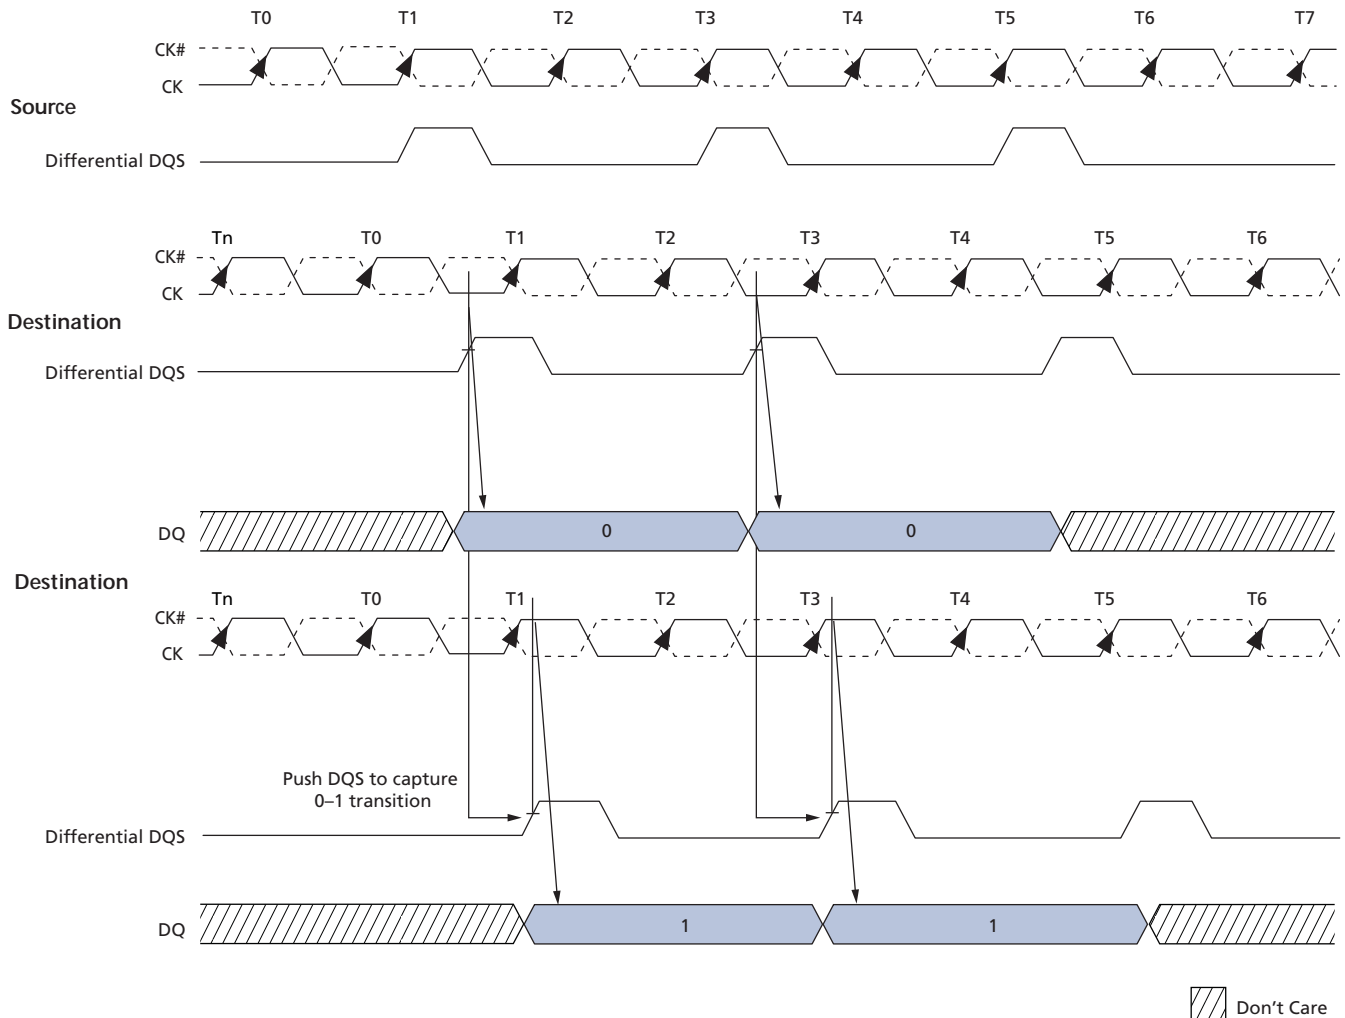 T0 T1 T2 T3 T4 T5 T6 T7
CK#
CK
Source
Differential DQS
Tn T0 T1 T2 T3 T4 T5 T6
CK#
CK
Destination
Differential DQS
0 0
DQ
Destination
Tn T0 T1 T2 T3 T4 T5 T6
CK#
CK
Push DQS to capture
0–1 transition
Differential DQS
1 1
DQ
Don't Care